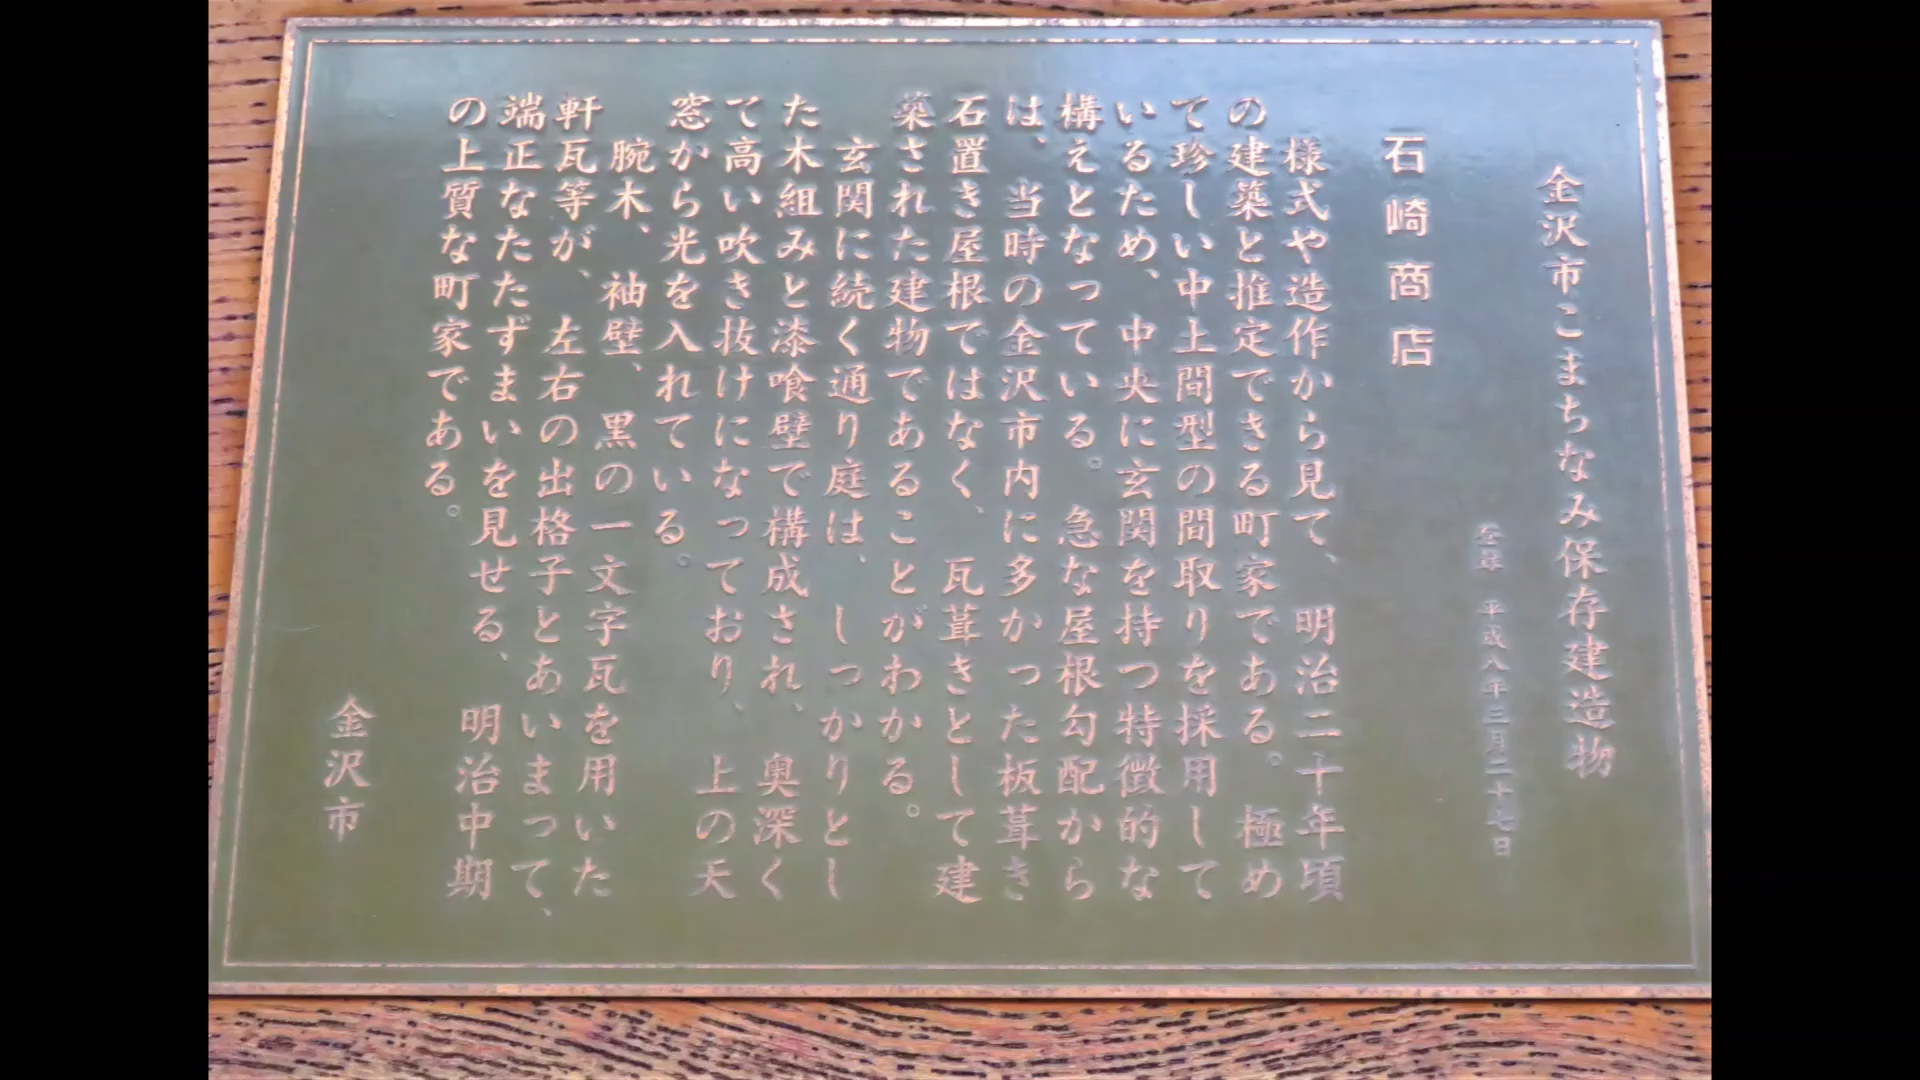 金沢市こまちなみ保存建造物
登録 平成八年三月二十七日
石崎商店
様式や造作から見て、明治二十年頃
の建築と推定できる町家である。極め
て珍しい中土間型の間取りを採用して
いるため、中央に玄関を持つ特徴的な
構えとなっている。急な屋根勾配から
は、当時の金沢市内に多かった板葺き
石置き屋根ではなく、瓦葺きとして建
築された建物であることがわかる。
玄関に続く通り庭は、しっかりとし
た木組みと漆喰壁で構成され、奥深く
て高い吹き抜けになっており、上の天
窓から光を入れている。
腕木、袖壁、黒の一文字瓦を用いた
軒瓦等が、左右の出格子とあいまって、
端正なたたずまいを見せる、明治中期
の上質な町家である。
金沢市